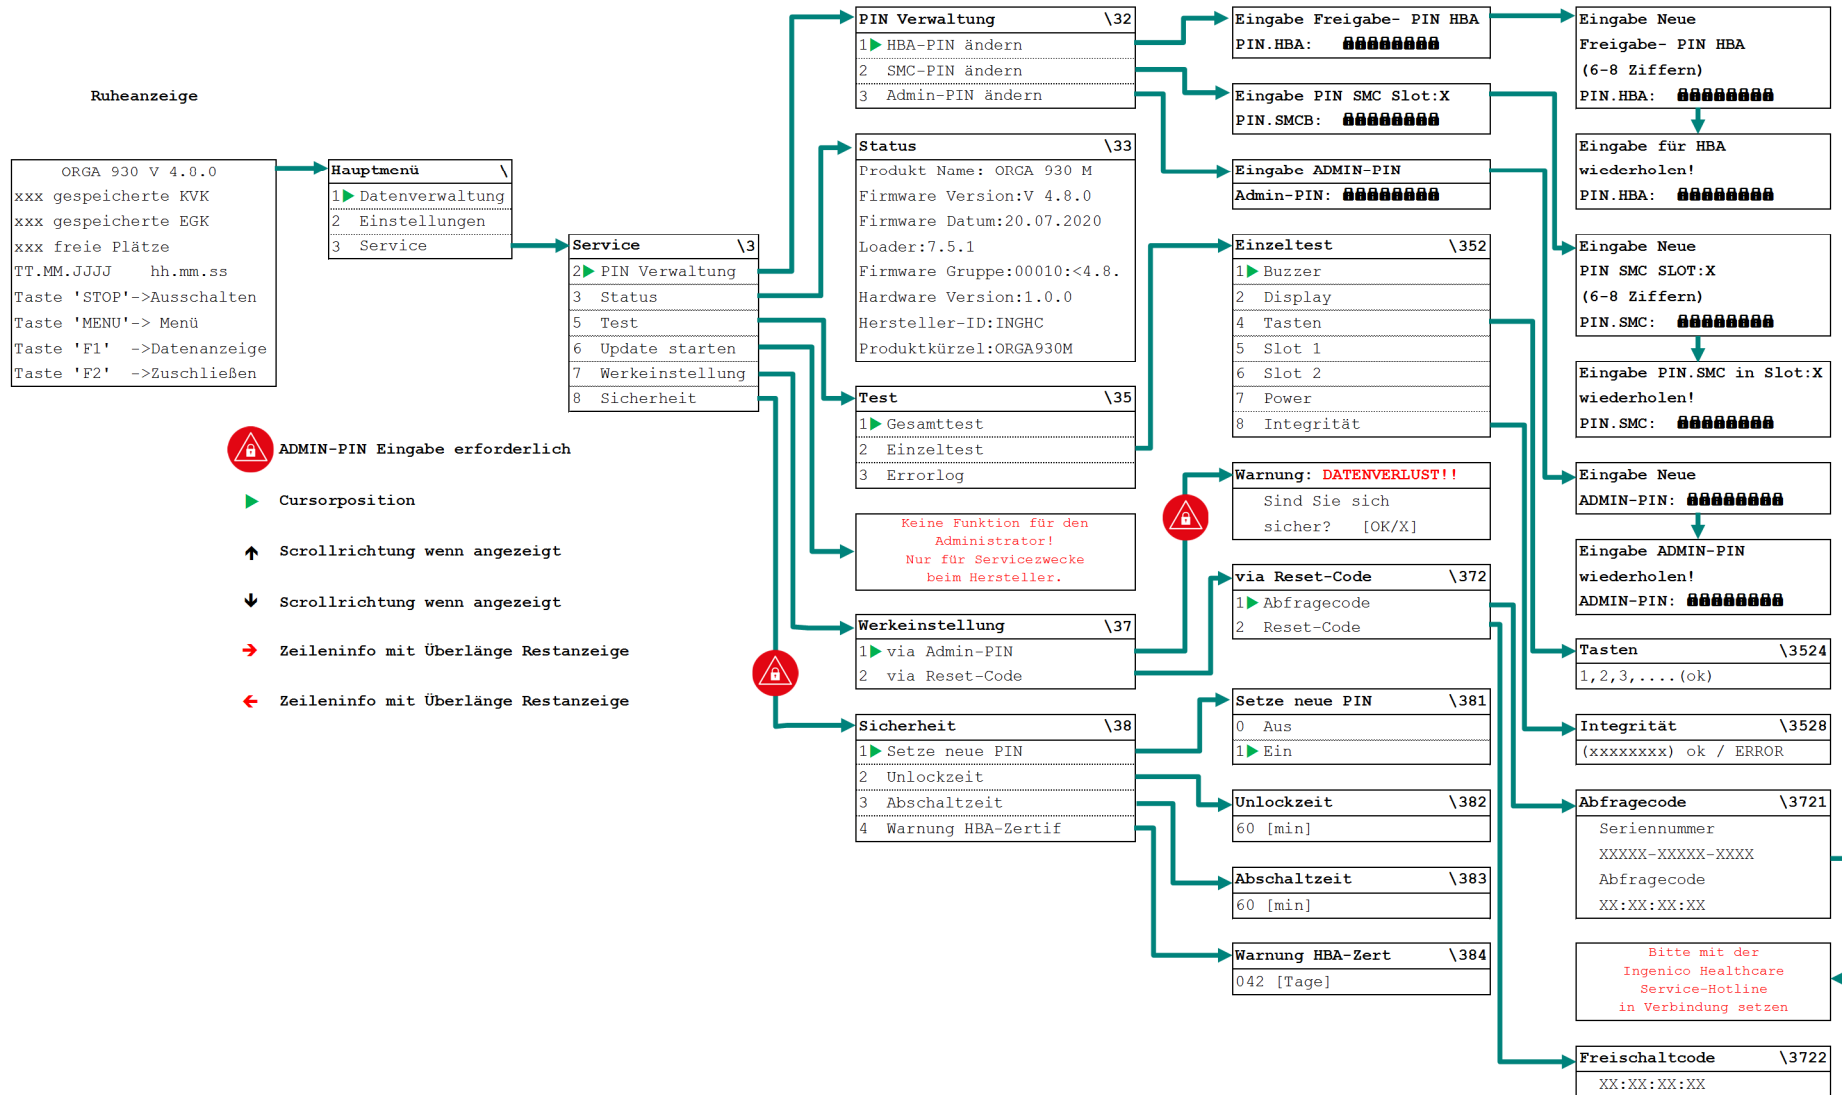 Ruheanzeige
ORGA 930 V 4.8.0
xxx gespeicherte KVK
xxx gespeicherte EGK
xxx freie Plätze
TT.MM.JJJJ hh.mm.ss
Taste 'STOP'->Ausschalten
Taste 'MENU'-> Menü
Taste 'F1' ->Datenanzeige
Taste 'F2' ->Zuschließen
ADMIN-PIN Eingabe erforderlich
Cursorposition
Scrollrichtung wenn angezeigt
Scrollrichtung wenn angezeigt
Zeileninfo mit Überlänge Restanzeige
Zeileninfo mit Überlänge Restanzeige
Hauptmenü \
1 Datenverwaltung
2 Einstellungen
3 Service
Service \3
2 PIN Verwaltung
3 Status
5 Test
6 Update starten
7 Werkeinstellung
8 Sicherheit
PIN Verwaltung \32
1 HBA-PIN ändern
2 SMC-PIN ändern
3 Admin-PIN ändern
Status \33
Produkt Name: ORGA 930 M
Firmware Version:V 4.8.0
Firmware Datum:20.07.2020
Loader:7.5.1
Firmware Gruppe:00010:<4.8.
Hardware Version:1.0.0
Hersteller-ID:INGHC
Produktkürzel:ORGA930M
Test \35
1 Gesamttest
2 Einzeltest
3 Errorlog
Keine Funktion für den
Administrator!
Nur für Servicezwecke
beim Hersteller.
Werkeinstellung \37
1 via Admin-PIN
2 via Reset-Code
Sicherheit \38
1 Setze neue PIN
2 Unlockzeit
3 Abschaltzeit
4 Warnung HBA-Zertif
Eingabe Freigabe- PIN HBA
PIN.HBA:
Eingabe PIN SMC Slot:X
PIN.SMCB:
Eingabe ADMIN-PIN
Admin-PIN:
Einzeltest \352
1 Buzzer
2 Display
4 Tasten
5 Slot 1
6 Slot 2
7 Power
8 Integrität
Warnung: DATENVERLUST!!
Sind Sie sich
sicher? [OK/X]
via Reset-Code \372
1 Abfragecode
2 Reset-Code
Setze neue PIN \381
0 Aus
1 Ein
Unlockzeit \382
60 [min]
Abschaltzeit \383
60 [min]
Warnung HBA-Zert \384
042 [Tage]
Eingabe Neue
Freigabe- PIN HBA
(6-8 Ziffern)
PIN.HBA:
Eingabe für HBA
wiederholen!
PIN.HBA:
Eingabe Neue
PIN SMC SLOT:X
(6-8 Ziffern)
PIN.SMC:
Eingabe PIN.SMC in Slot:X
wiederholen!
PIN.SMC:
Eingabe Neue
ADMIN-PIN:
Eingabe ADMIN-PIN
wiederholen!
ADMIN-PIN:
Tasten \3524
1,2,3,....(ok)
Integrität \3528
(xxxxxxxx) ok / ERROR
Abfragecode \3721
Seriennummer
XXXXX-XXXXX-XXXX
Abfragecode
XX:XX:XX:XX
Bitte mit der
Ingenico Healthcare
Service-Hotline
in Verbindung setzen
Freischaltcode \3722
XX:XX:XX:XX